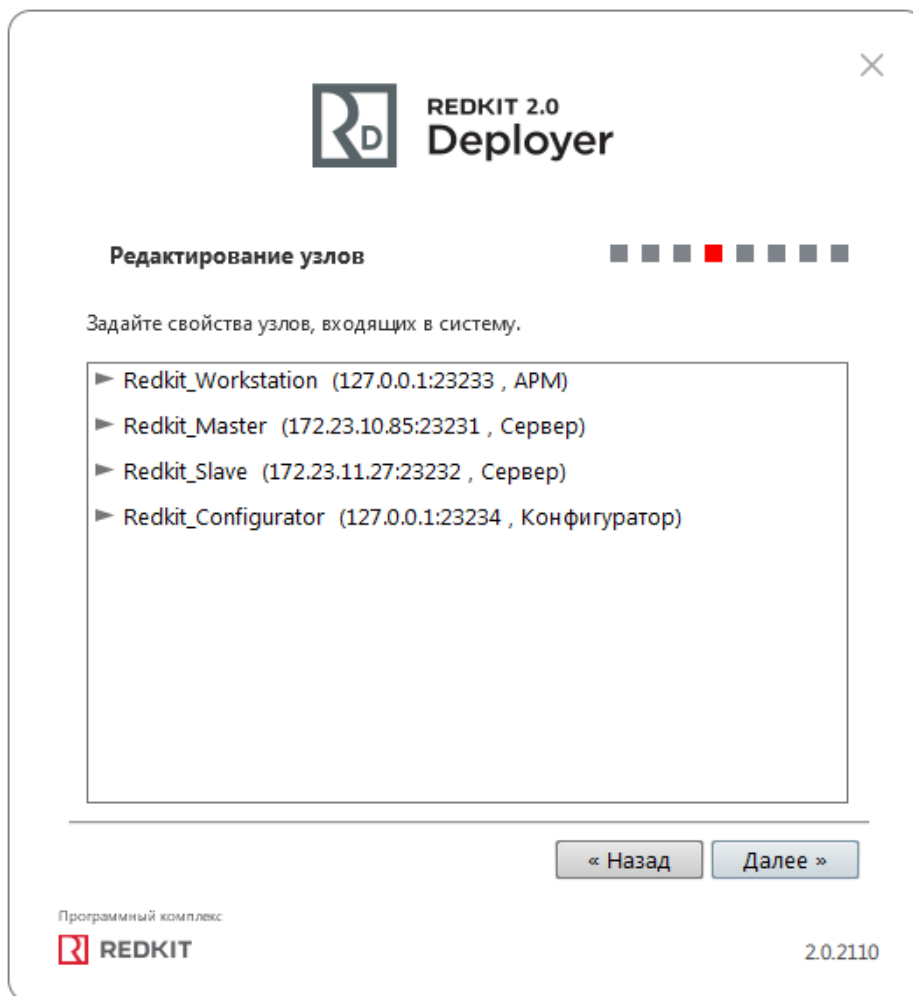 REDKIT 2.0
RD
Deployer
Редактирование узлов
Задайте свойства узлов, входящих в систему.
Redkit_Workstation (127.0.0.1:23233 , АРМ)
Redkit_Master (172.23.10.85:23231 , Сервер)
Redkit_Slave (172.23.11.27:23232 , Сервер)
Redkit_Configurator (127.0.0.1:23234 , Конфигуратор)
« Назад
Далее »
Программный комплекс
REDKIT
2.0.2110